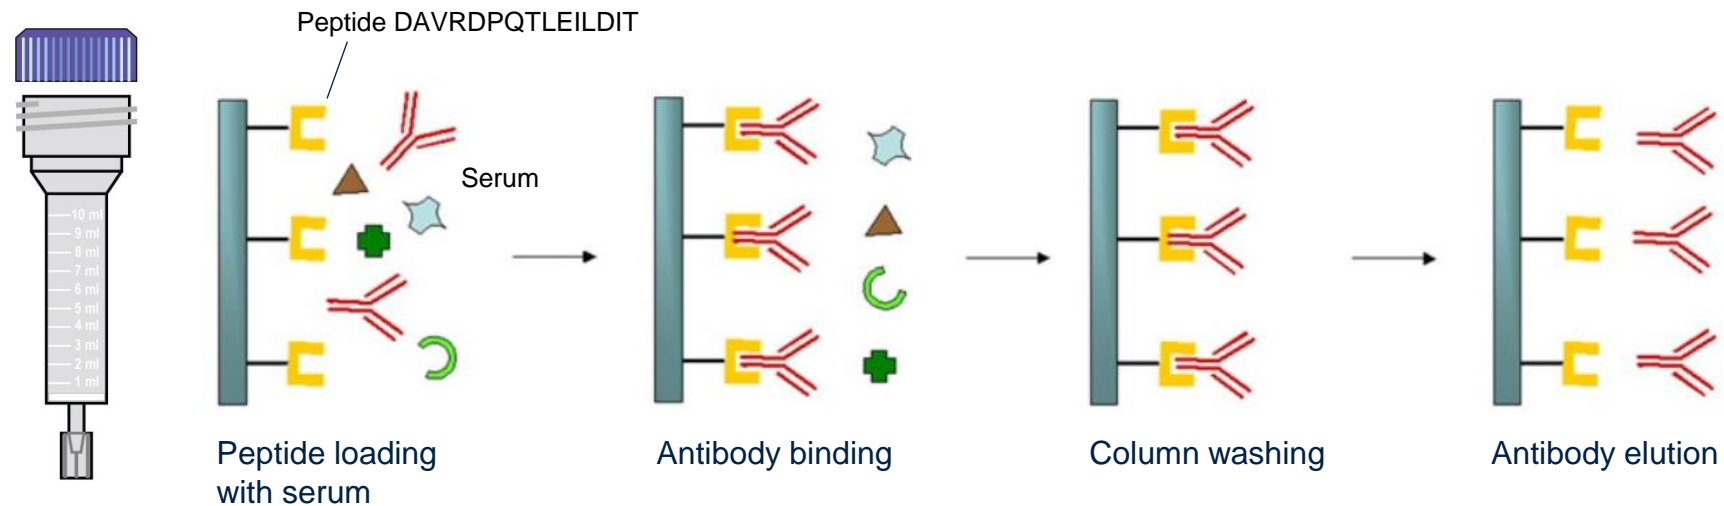 Peptide DAVRDPQTLEILDIT
Serum
10 ml
9 ml
8 ml
7 ml
6 ml
5 ml
4 ml
3 ml
2 ml
1 ml
Peptide loading
with serum
Antibody binding
Column washing
Antibody elution